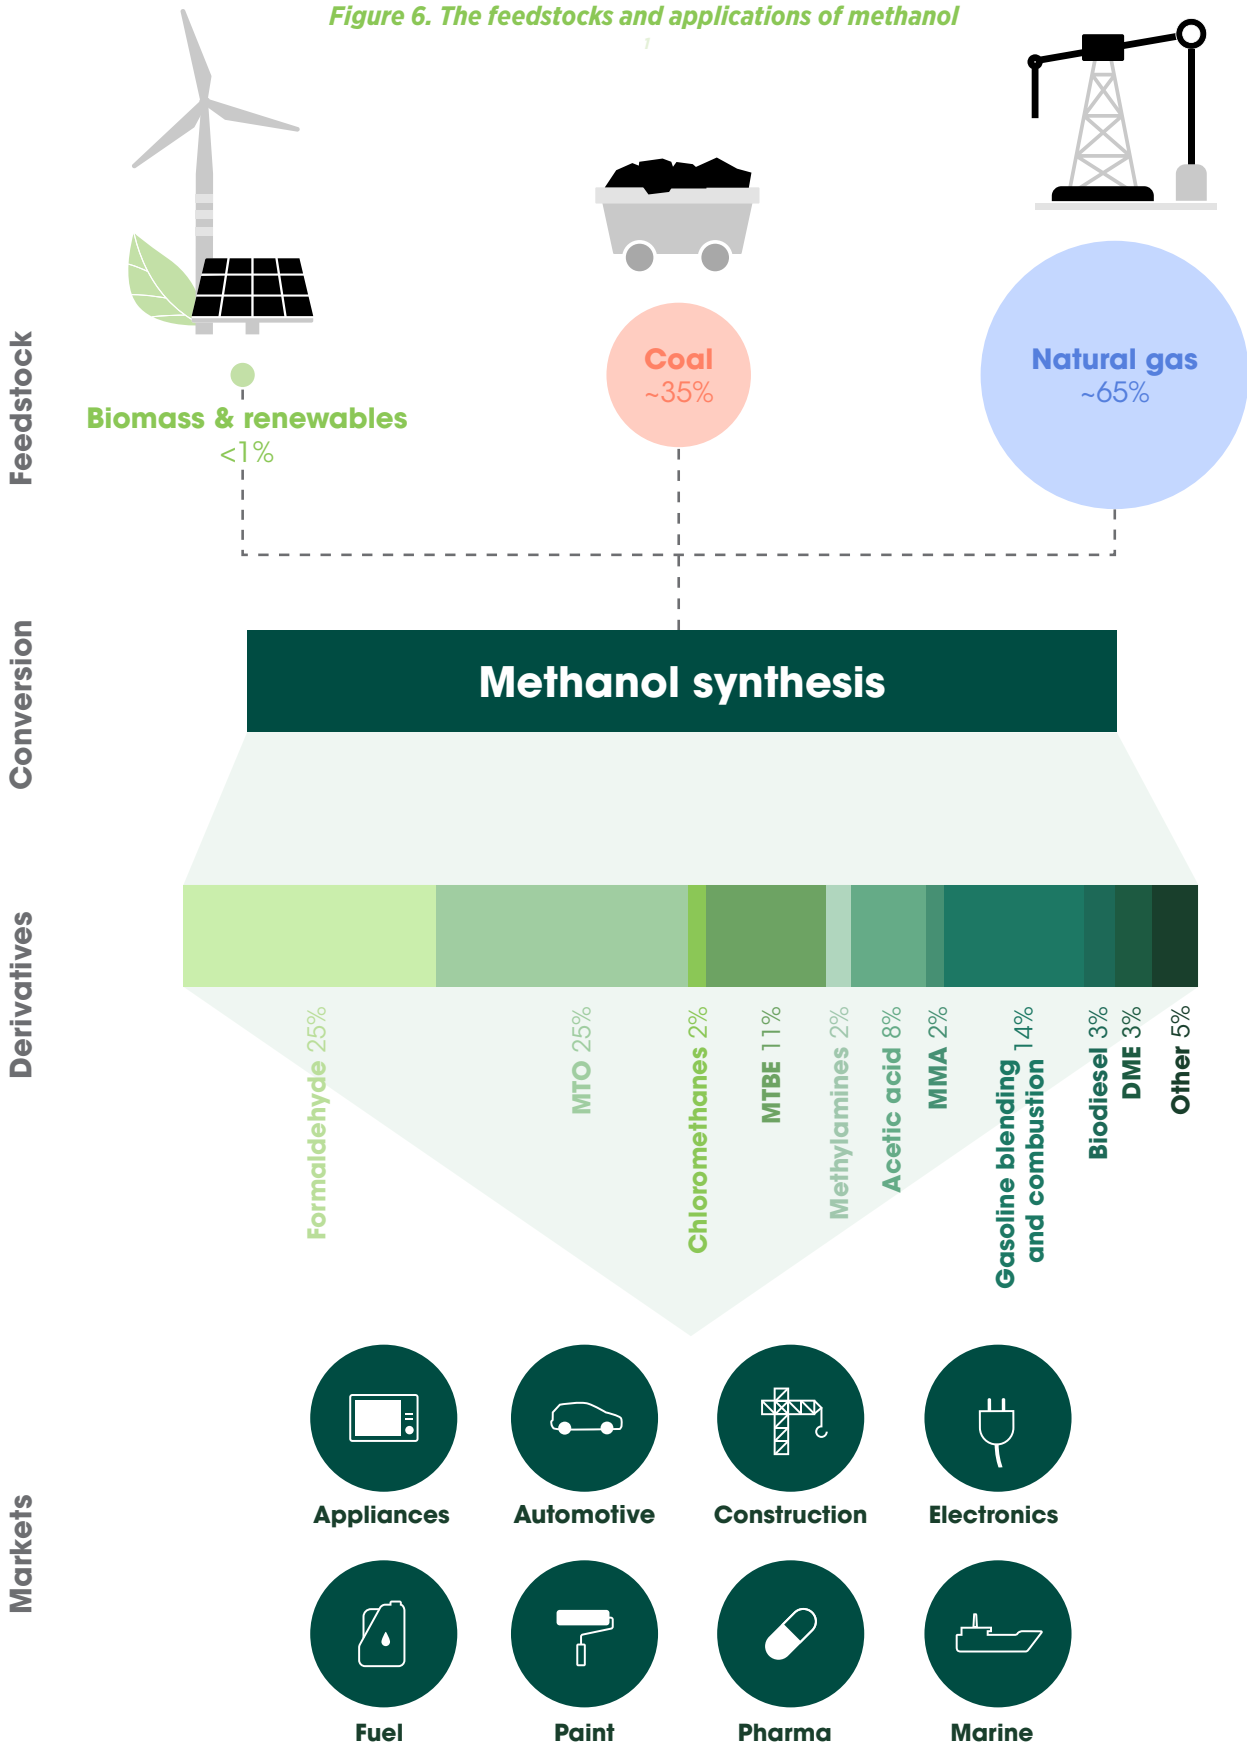 Figure 6. The feedstocks and applications of methanol
1
Feedstock
Biomass & renewables
<1%
Coal
~35%
Natural gas
~65%
Conversion
Methanol synthesis
Derivatives
Formaldehyde 25%
MTO 25%
Chloromethanes 2%
MTBE 11%
Methylamines 2%
Acetic acid 8%
MMA 2%
Gasoline blending
and combustion
14%
Biodiesel 3%
DME 3%
Other 5%
Markets
Appliances
Automotive
Construction
Electronics
Fuel
Paint
Pharma
Marine